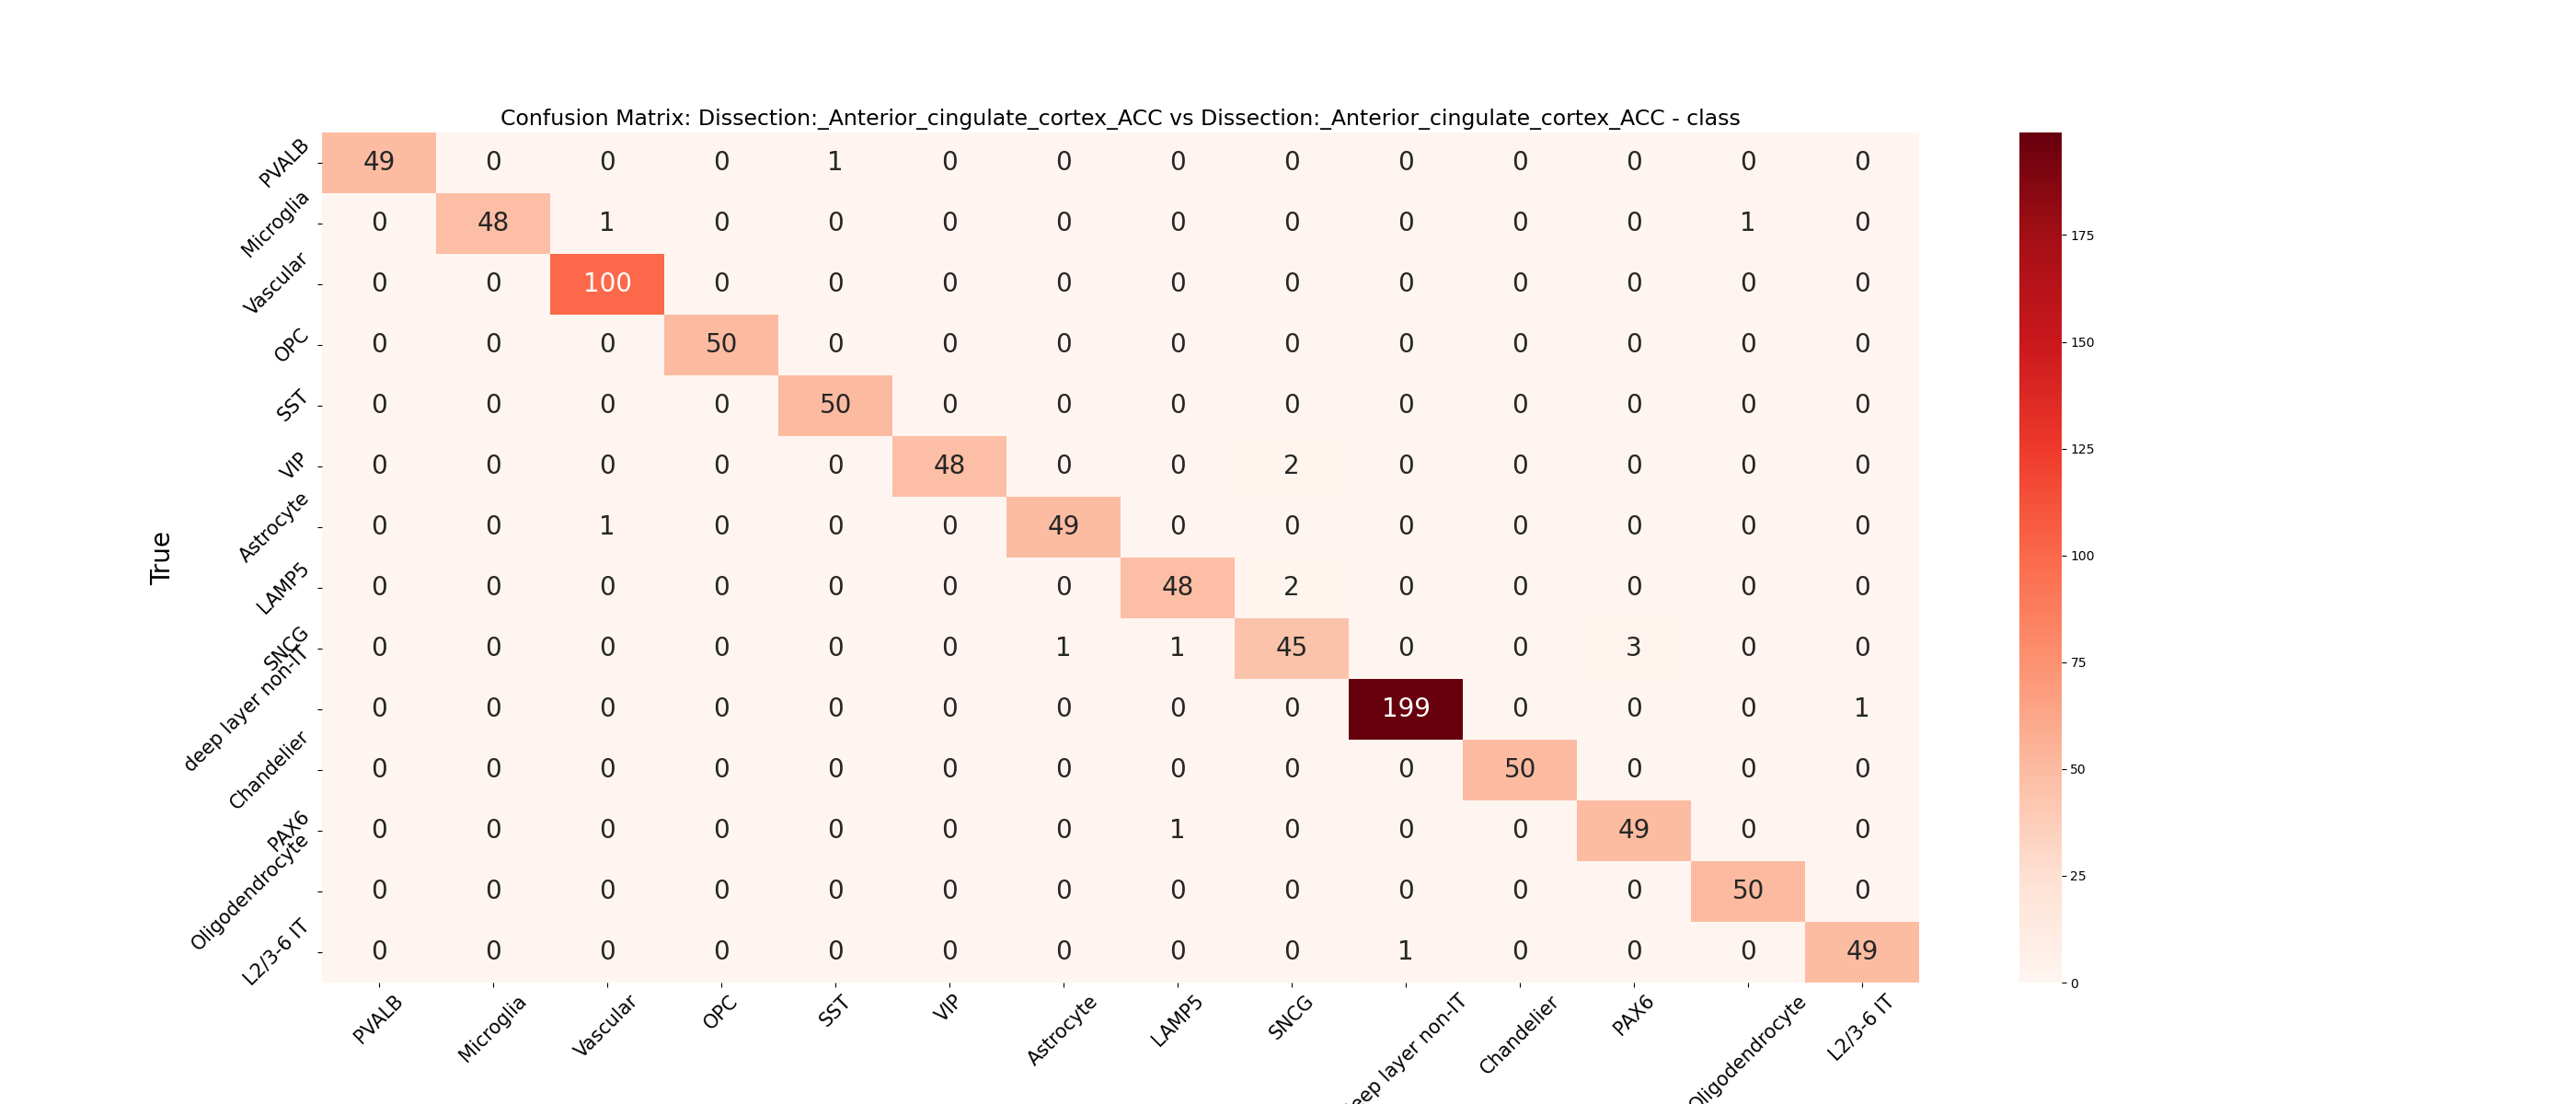 Confusion Matrix: Dissection:_Anterior_cingulate_cortex_ACC vs Dissection:_Anterior_cingulate_cortex_ACC - class
True
PVALB 49 0 0 0 1 0 0 0 0 0 0 0 0 0
Microglia 0 48 1 0 0 0 0 0 0 0 0 0 1 0
Vascular 0 0 100 0 0 0 0 0 0 0 0 0 0 0
OPC 0 0 0 50 0 0 0 0 0 0 0 0 0 0
SST 0 0 0 0 50 0 0 0 0 0 0 0 0 0
VIP 0 0 0 0 0 48 0 0 2 0 0 0 0 0
Astrocyte 0 0 1 0 0 0 49 0 0 0 0 0 0 0
LAMP5 0 0 0 0 0 0 0 48 2 0 0 0 0 0
SNCG 0 0 0 0 0 0 1 1 45 0 0 3 0 0
deep layer non-IT 0 0 0 0 0 0 0 0 0 199 0 0 0 1
Chandelier 0 0 0 0 0 0 0 0 0 0 50 0 0 0
PAX6 0 0 0 0 0 0 0 1 0 0 0 49 0 0
Oligodendrocyte 0 0 0 0 0 0 0 0 0 0 0 0 50 0
L2/3-6 IT 0 0 0 0 0 0 0 0 0 1 0 0 0 49
PVALB Microglia Vascular OPC SST VIP Astrocyte LAMP5 SNCG eep layer non-IT Chandelier PAX6 Oligodendrocyte L2/3-6 IT
175
150
125
100
75
50
25
0